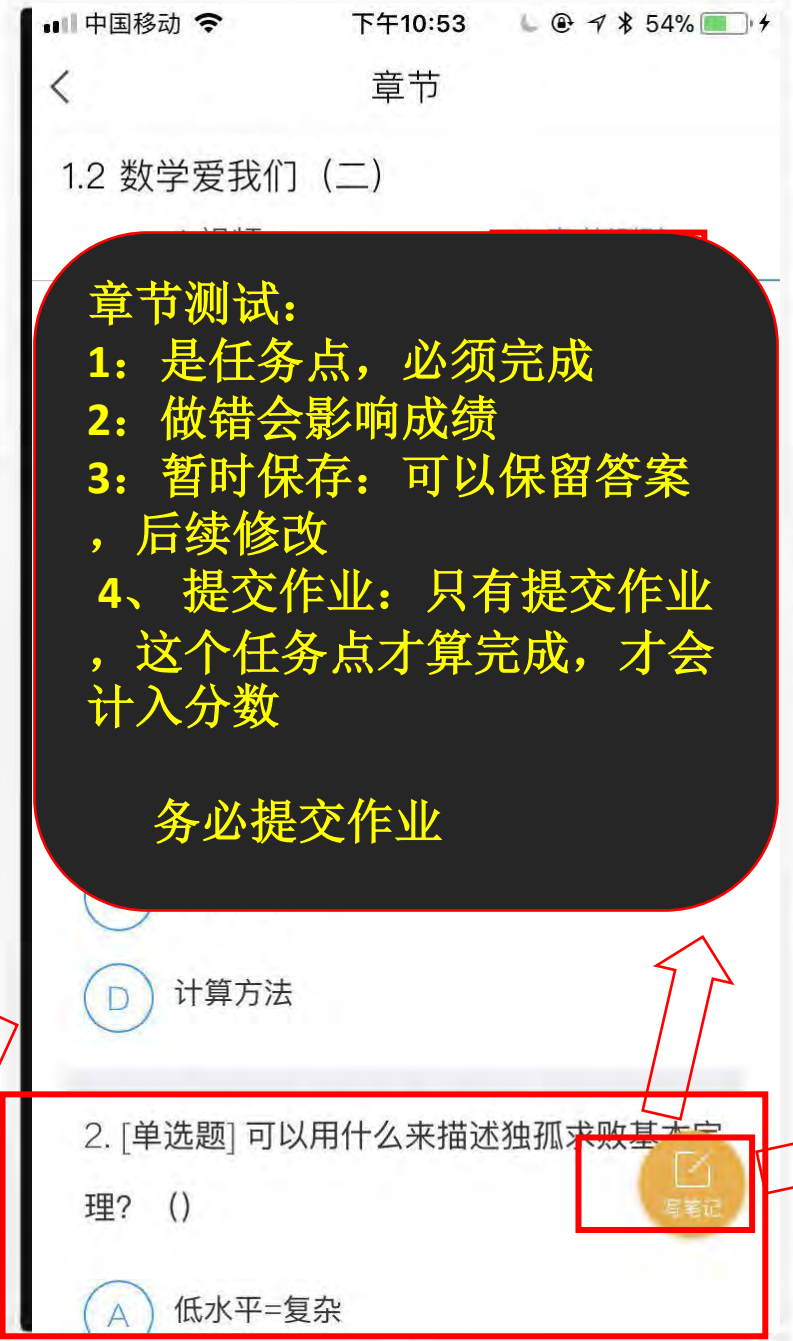 中国移动 下午10:53 54%
章节
1.2 数学爱我们（二）
章节测试：
1：是任务点，必须完成
2：做错会影响成绩
3：暂时保存：可以保留答案
，后续修改
4、 提交作业：只有提交作业
，这个任务点才算完成，才会
计入分数
务必提交作业
D 计算方法
2. [单选题] 可以用什么来描述独孤求败基本定
理? ()
写笔记
A 低水平=复杂